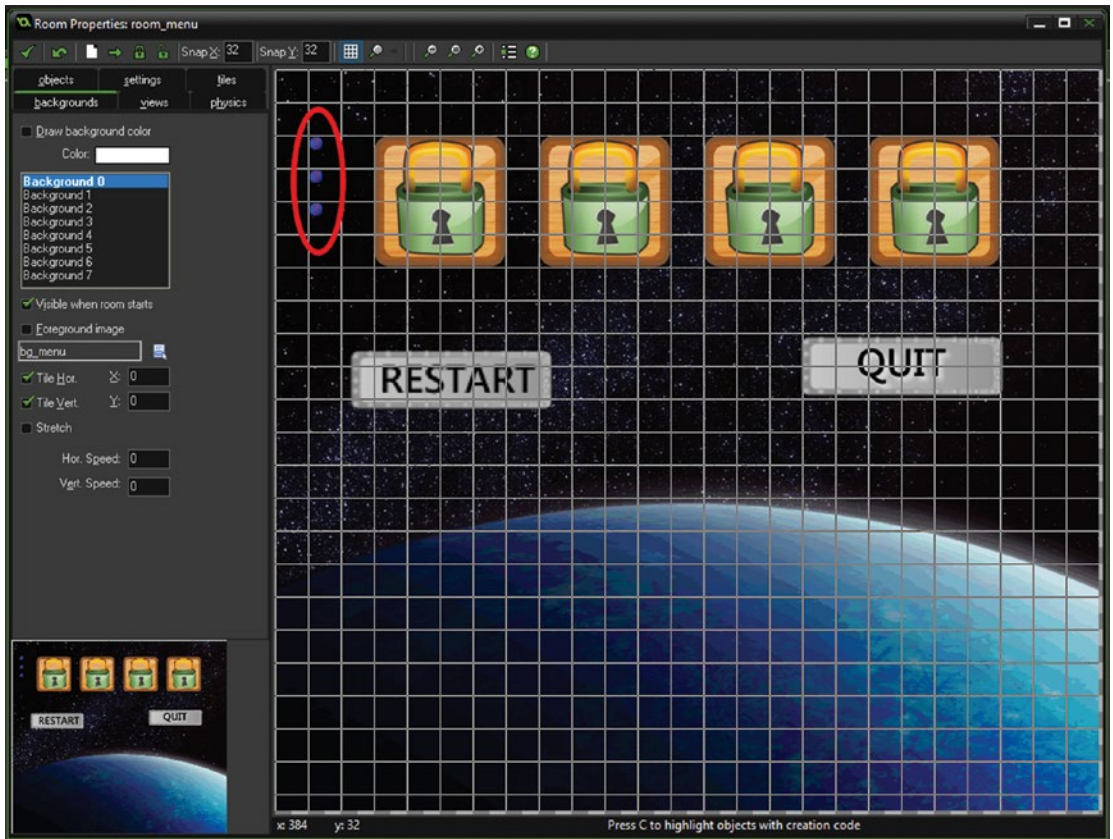 Room Properties: room_menu
Snap X: 32 Snap Y: 32
objects settings tiles
backgrounds views physics
Draw background color
Color:
Background 0
Background 1
Background 2
Background 3
Background 4
Background 5
Background 6
Background 7
Visible when room starts
Foreground image
bg_menu
Tile Hor. X: 0
Tile Vert. Y: 0
Stretch
Hor. Speed: 0
Vert. Speed: 0
RESTART
QUIT
RESTART
QUIT
x: 384 y: 32 Press C to highlight objects with creation code